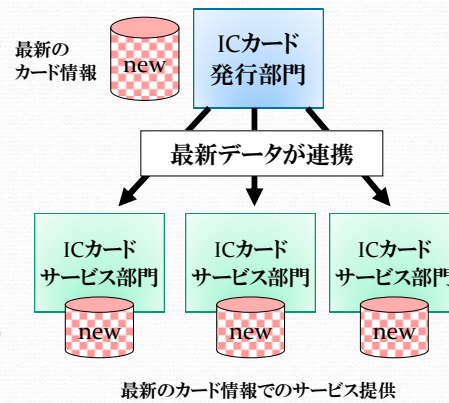 最新の
カード情報
new
ICカード
発行部門
最新データが連携
ICカード
サービス部門
new
ICカード
サービス部門
new
ICカード
サービス部門
new
最新のカード情報でのサービス提供